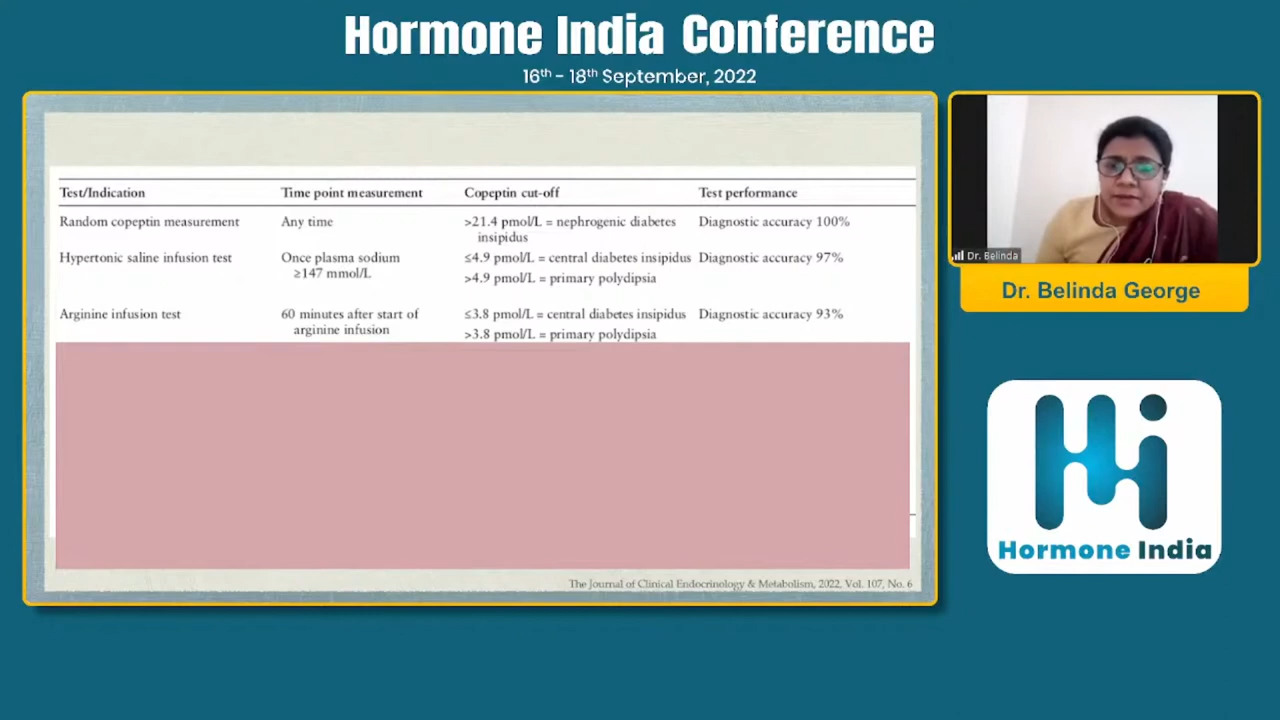 Hormone India Conference
16th - 18th September, 2022
Test/Indication Time point measurement Copeptin cut-off Test performance
Random copeptin measurement Any time >21.4 pmol/L = nephrogenic diabetes Diagnostic accuracy 100%
insipidus
Hypertonic saline infusion test Once plasma sodium ≤4.9 pmol/L = central diabetes insipidus Diagnostic accuracy 97%
≥147 mmol/L >4.9 pmol/L = primary polydipsia
Arginine infusion test 60 minutes after start of ≤3.8 pmol/L = central diabetes insipidus Diagnostic accuracy 93%
arginine infusion >3.8 pmol/L = primary polydipsia
The Journal of Clinical Endocrinology & Metabolism, 2022, Vol. 107, No. 6
Dr. Belinda
Dr. Belinda George
Hormone India